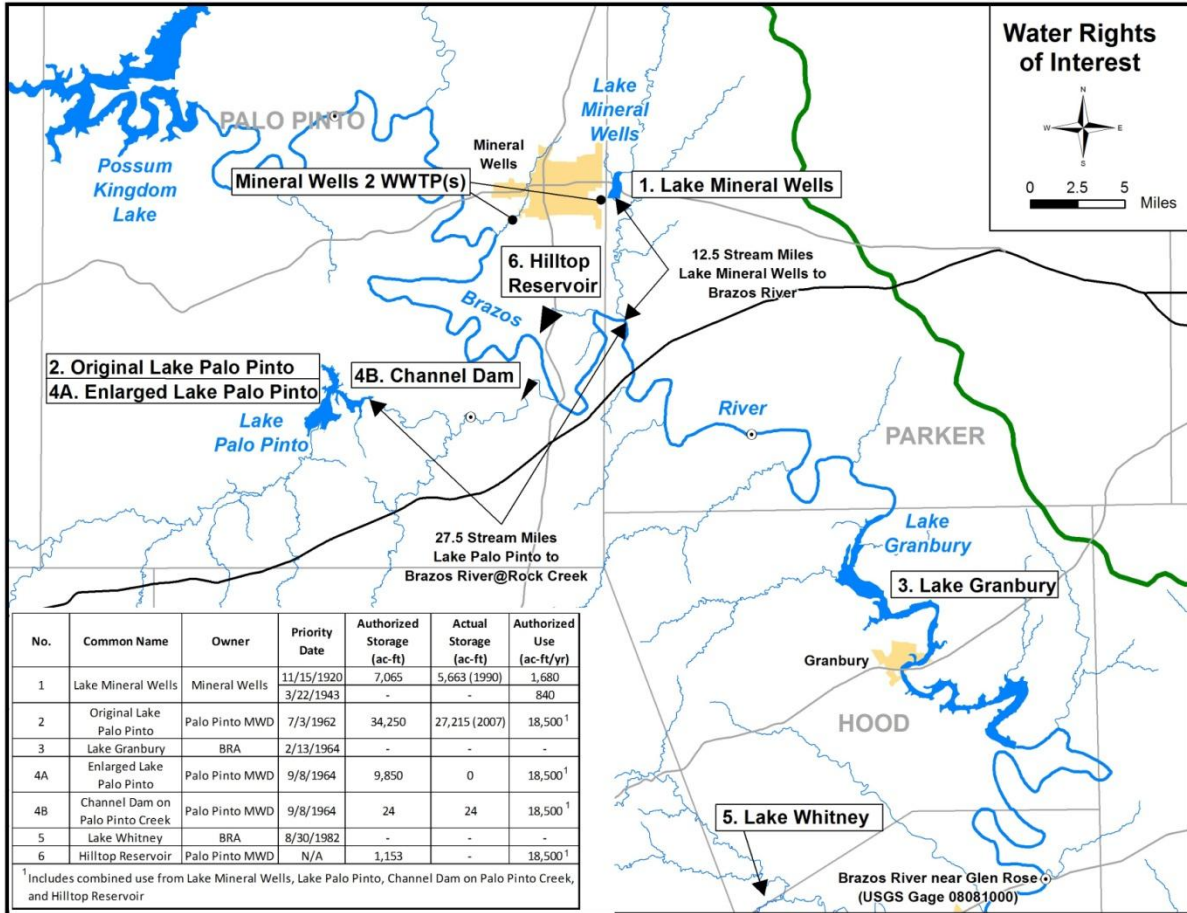 Water Rights
of Interest
N
W
E
S
0 2.5 5
Miles
PALO PINTO
Possum
Kingdom
Lake
Lake
Mineral
Wells
Mineral
Wells
Mineral Wells 2 WWTP(s)
1. Lake Mineral Wells
12.5 Stream Miles
Lake Mineral Wells to
Brazos River
6. Hilltop
Reservoir
Brazos
2. Original Lake Palo Pinto
4A. Enlarged Lake Palo Pinto
4B. Channel Dam
Lake
Palo Pinto
River
PARKER
27.5 Stream Miles
Lake Palo Pinto to
Brazos River@Rock Creek
Lake
Granbury
3. Lake Granbury
Granbury
HOOD
5. Lake Whitney
Brazos River near Glen Rose
(USGS Gage 08081000)
No. Common Name Owner Priority Date Authorized Storage (ac-ft) Actual Storage (ac-ft) Authorized Use (ac-ft/yr)
1 Lake Mineral Wells Mineral Wells 11/15/1920 7,065 5,663 (1990) 1,680
3/22/1943 - - 840
2 Original Lake Palo Pinto Palo Pinto MWD 7/3/1962 34,250 27,215 (2007) 18,500¹
3 Lake Granbury BRA 2/13/1964 - - -
4A Enlarged Lake Palo Pinto Palo Pinto MWD 9/8/1964 9,850 0 18,500¹
4B Channel Dam on Palo Pinto Creek Palo Pinto MWD 9/8/1964 24 24 18,500¹
5 Lake Whitney BRA 8/30/1982 - - -
6 Hilltop Reservoir Palo Pinto MWD N/A 1,153 - 18,500¹
¹ Includes combined use from Lake Mineral Wells, Lake Palo Pinto, Channel Dam on Palo Pinto Creek,
and Hilltop Reservoir